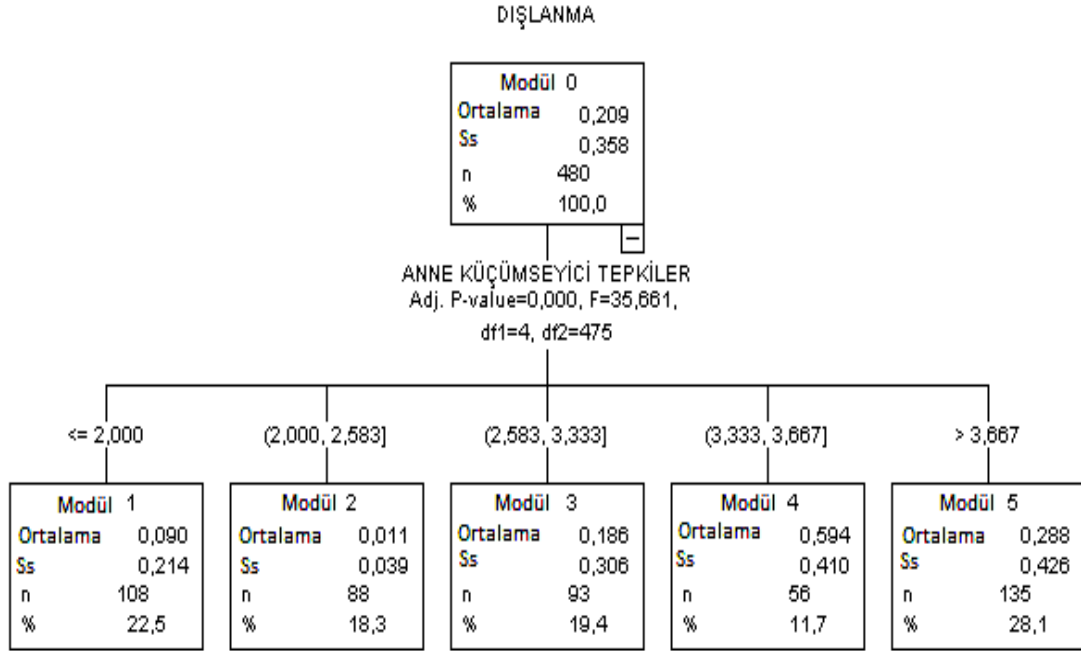 DIŞLANMA
Modül 0
Ortalama 0,209
Ss 0,358
n 480
% 100,0
ANNE KÜÇÜMSEYİCİ TEPKİLER
Adj. P-value=0,000, F=35,661,
df1=4, df2=475
<= 2,000
(2,000, 2,583]
(2,583, 3,333]
(3,333, 3,667]
> 3,667
Modül 1
Ortalama 0,090
Ss 0,214
n 108
% 22,5
Modül 2
Ortalama 0,011
Ss 0,039
n 88
% 18,3
Modül 3
Ortalama 0,186
Ss 0,306
n 93
% 19,4
Modül 4
Ortalama 0,594
Ss 0,410
n 56
% 11,7
Modül 5
Ortalama 0,288
Ss 0,426
n 135
% 28,1